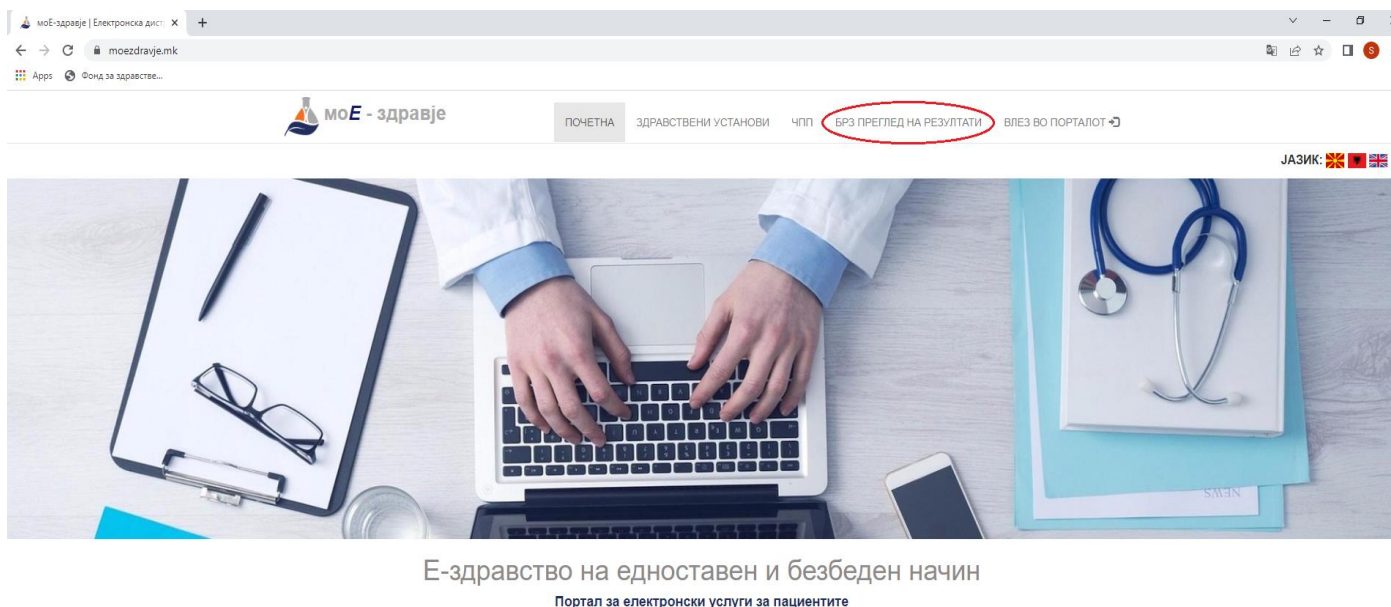 моЕ-здравје | Електронска дист
moezdravje.mk
Apps Фонд за здравстве...
моЕ - здравје
ПОЧЕТНА ЗДРАВСТВЕНИ УСТАНОВИ ЧПП БРЗ ПРЕГЛЕД НА РЕЗУЛТАТИ ВЛЕЗ ВО ПОРТАЛОТ
ЈАЗИК:
NEWS
Е-здравство на едноставен и безбеден начин
Портал за електронски услуги за пациентите